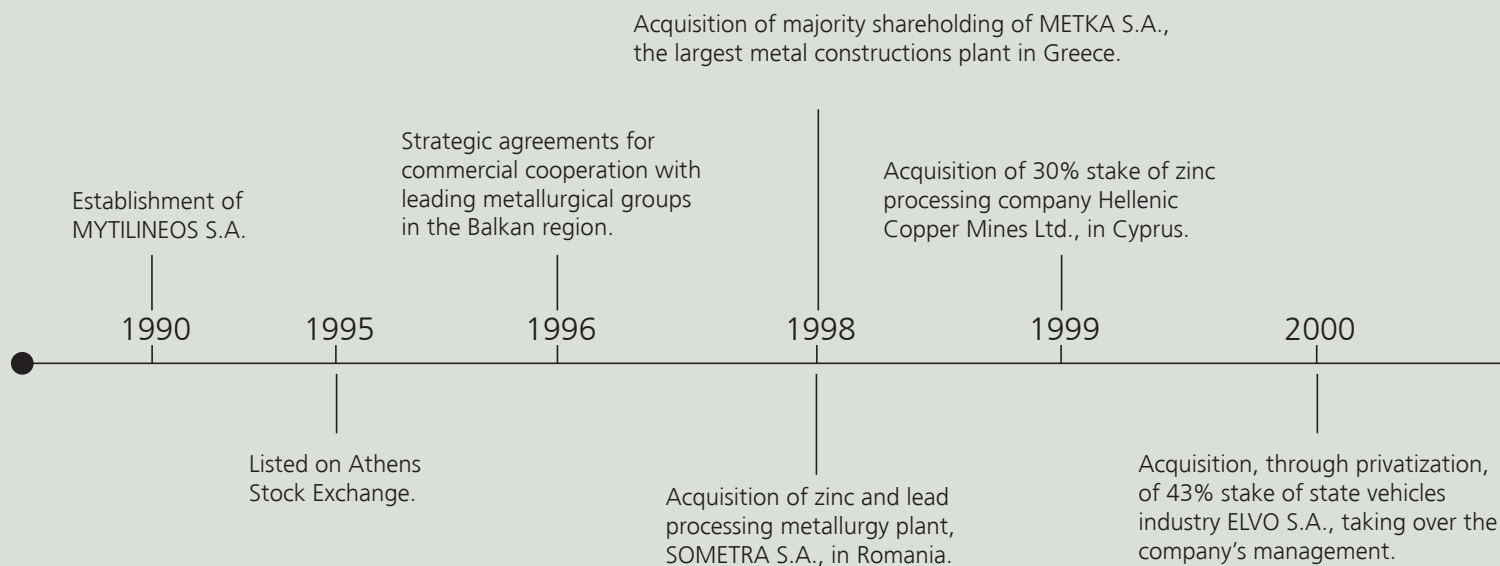 Acquisition of majority shareholding of METKA S.A.,
the largest metal constructions plant in Greece.
Strategic agreements for
commercial cooperation with
leading metallurgical groups
in the Balkan region.
Acquisition of 30% stake of zinc
processing company Hellenic
Copper Mines Ltd., in Cyprus.
Establishment of
MYTILINEOS S.A.
1990
1995
1996
1998
1999
2000
Listed on Athens
Stock Exchange.
Acquisition of zinc and lead
processing metallurgy plant,
SOMETRA S.A., in Romania.
Acquisition, through privatization,
of 43% stake of state vehicles
industry ELVO S.A., taking over the
company’s management.